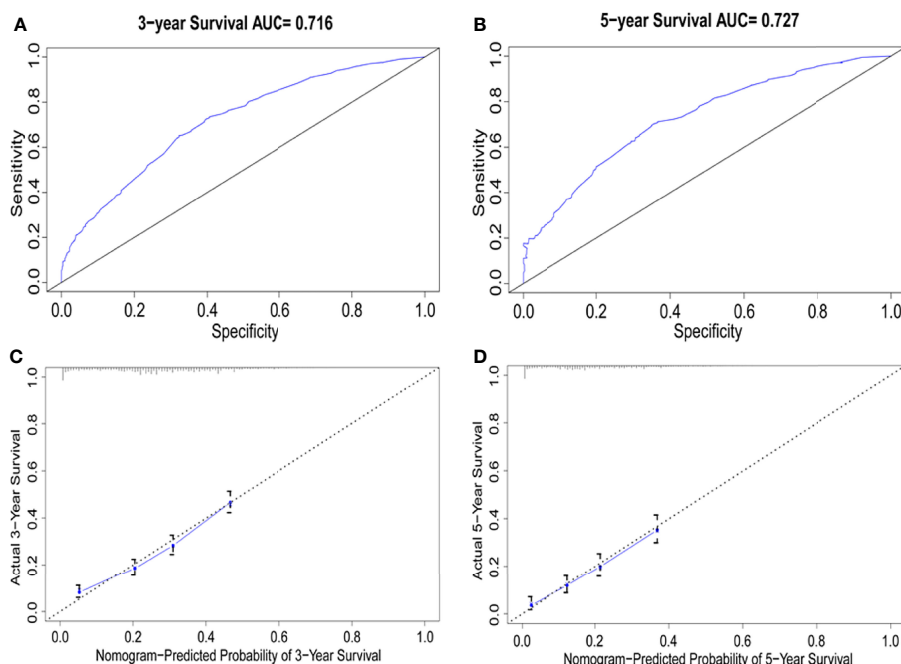 A
3-year Survival AUC= 0.716
Sensitivity
0.0 0.2 0.4 0.6 0.8 1.0
0.0 0.2 0.4 0.6 0.8 1.0
Specificity
B
5-year Survival AUC= 0.727
Sensitivity
0.0 0.2 0.4 0.6 0.8 1.0
0.0 0.2 0.4 0.6 0.8 1.0
Specificity
C
Actual 3-Year Survival
0.0 0.2 0.4 0.6 0.8 1.0
0.0 0.2 0.4 0.6 0.8 1.0
Nomogram-Predicted Probability of 3-Year Survival
D
Actual 5-Year Survival
0.0 0.2 0.4 0.6 0.8 1.0
0.0 0.2 0.4 0.6 0.8 1.0
Nomogram-Predicted Probability of 5-Year Survival